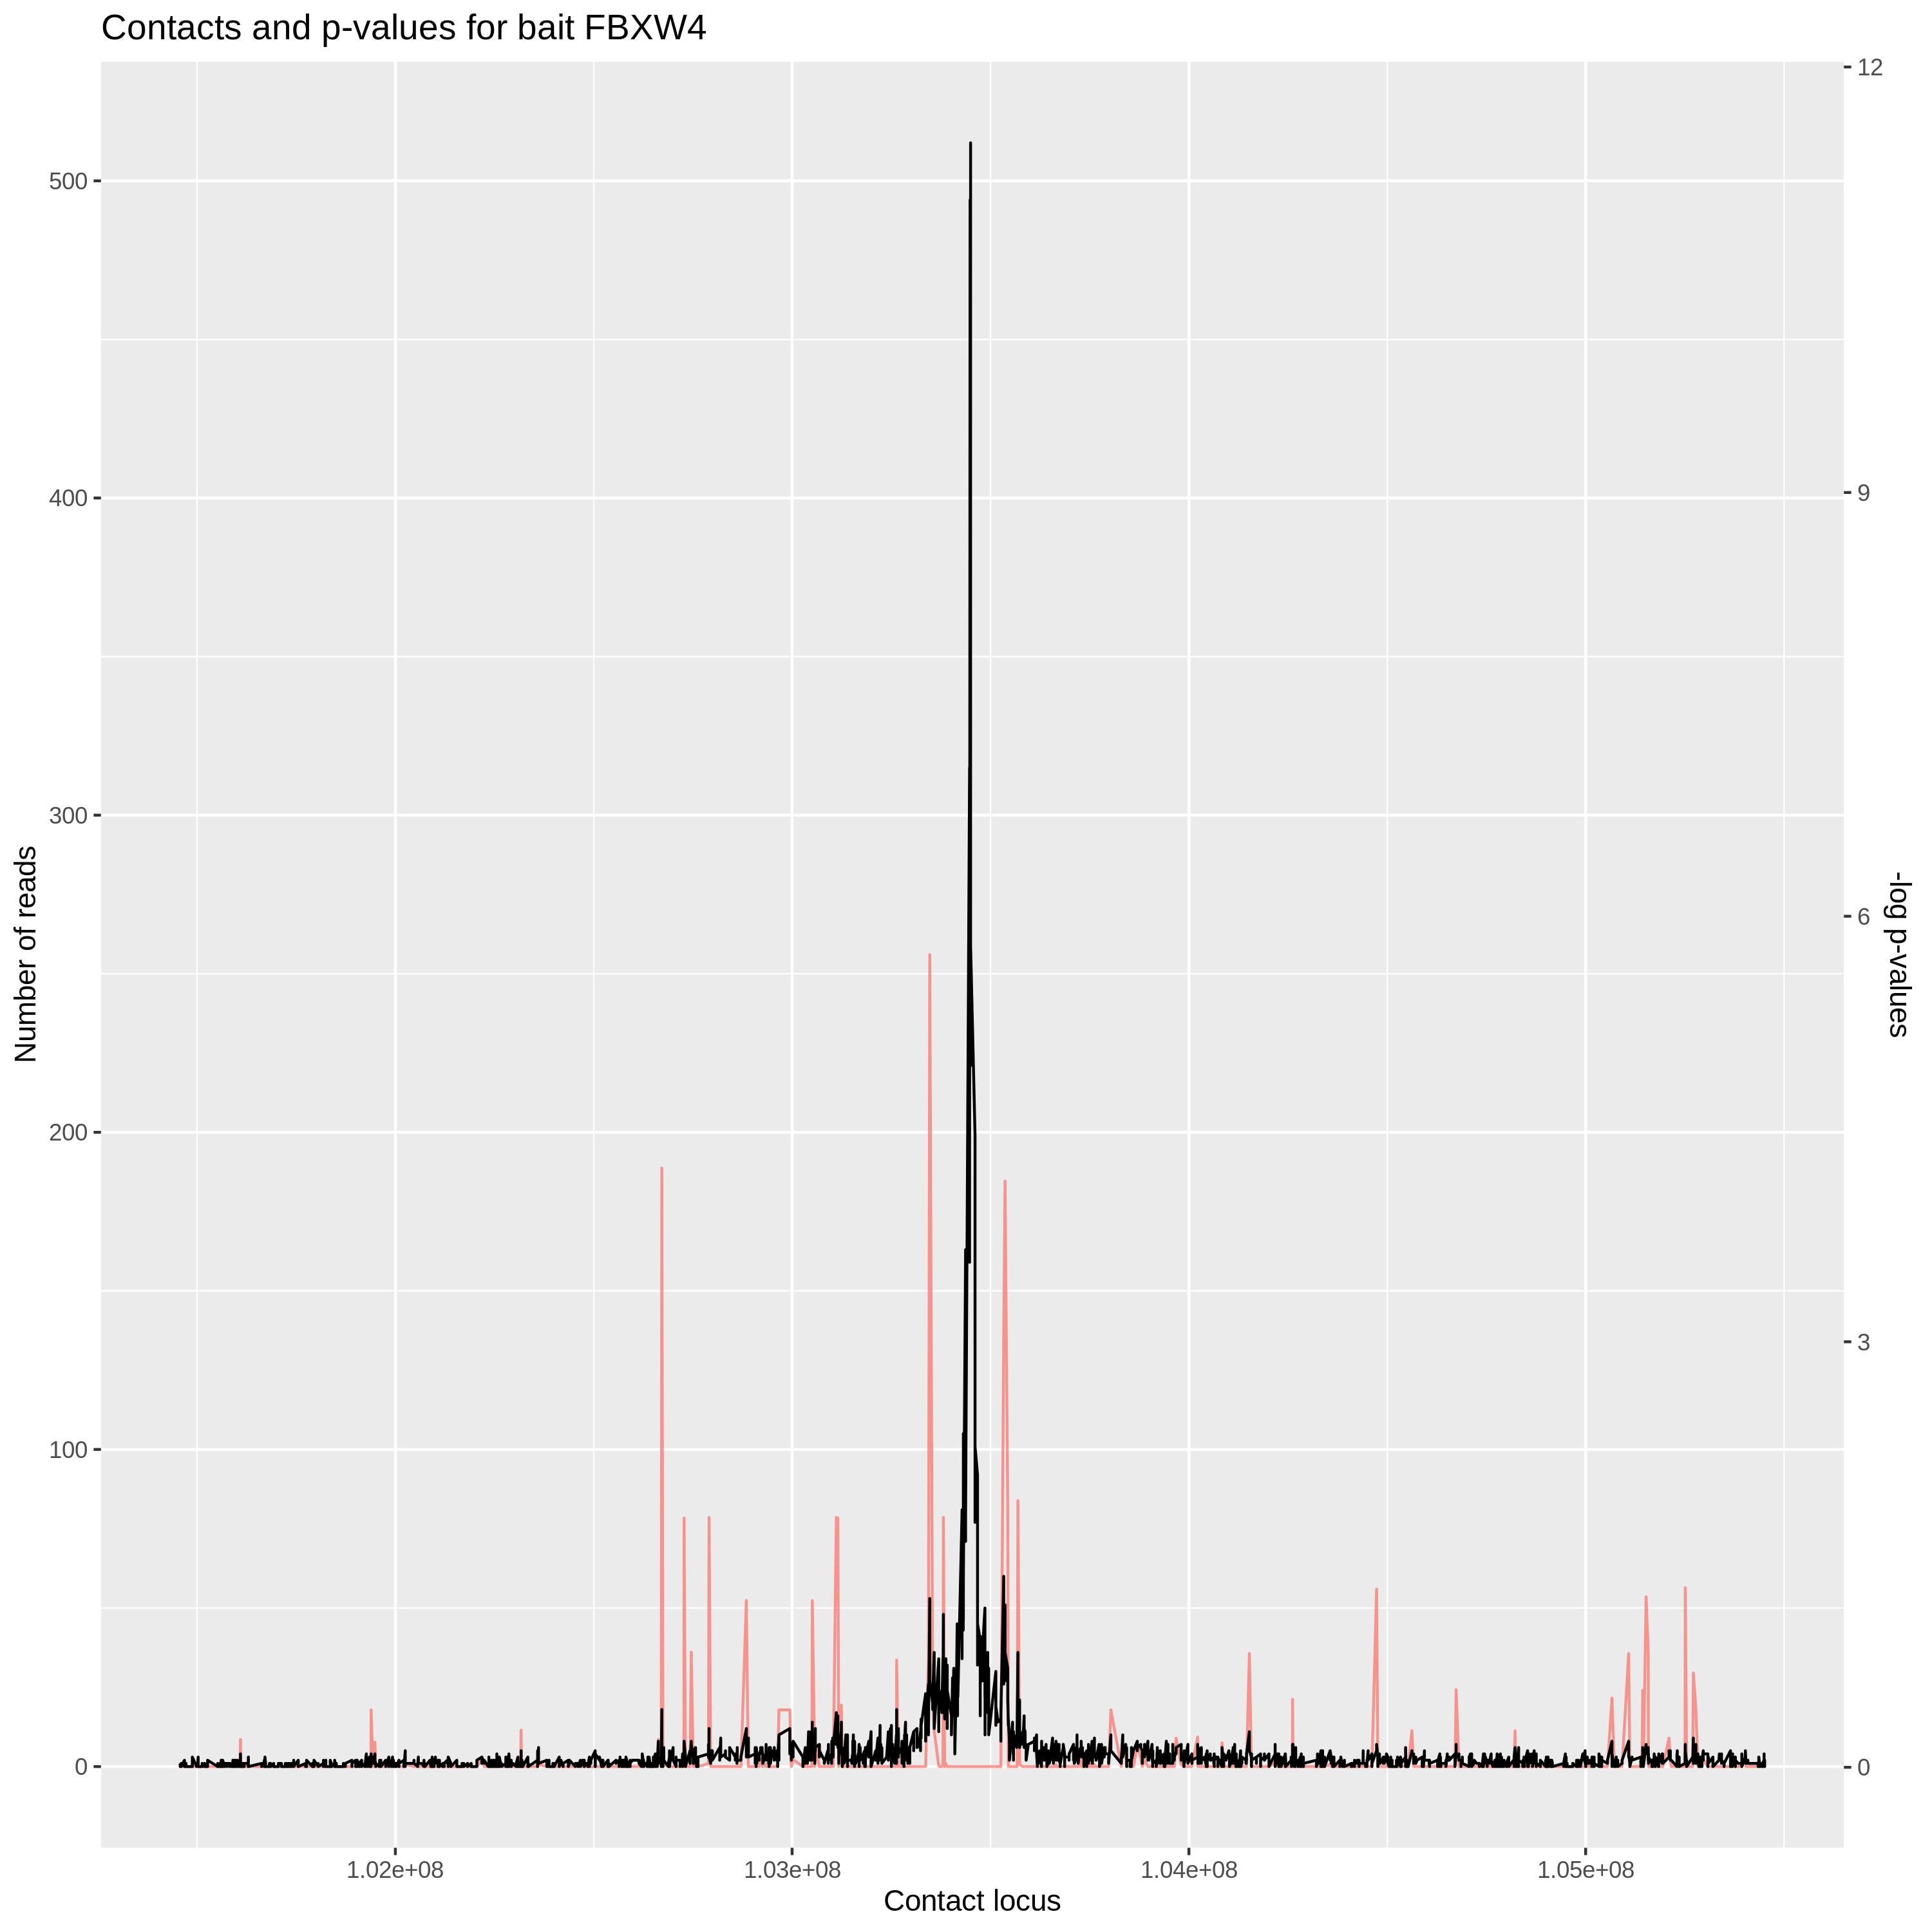 Contacts and p-values for bait FBXW4
12
500
400
9
300
6
Number of reads
-log p-values
200
3
100
0
0
1.02e+08 1.03e+08 1.04e+08 1.05e+08
Contact locus